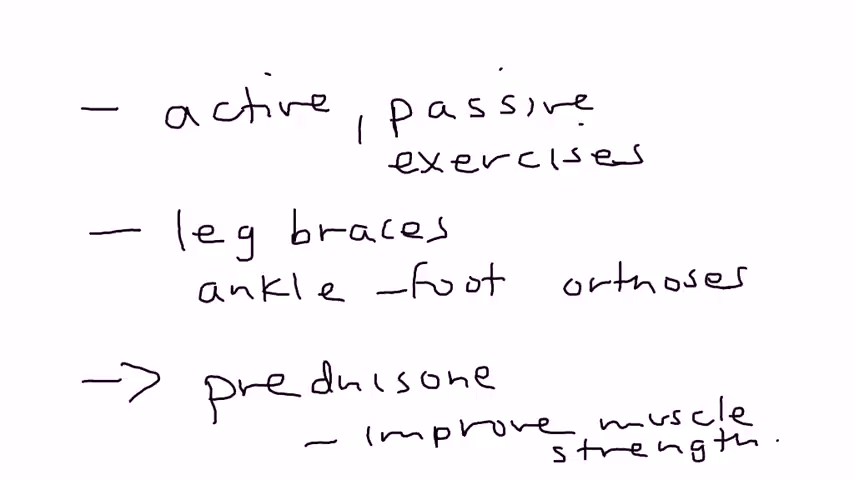 - active, passive
exercises
- leg braces
ankle-foot orthoses
-> prednisone
- improve muscle
strength.